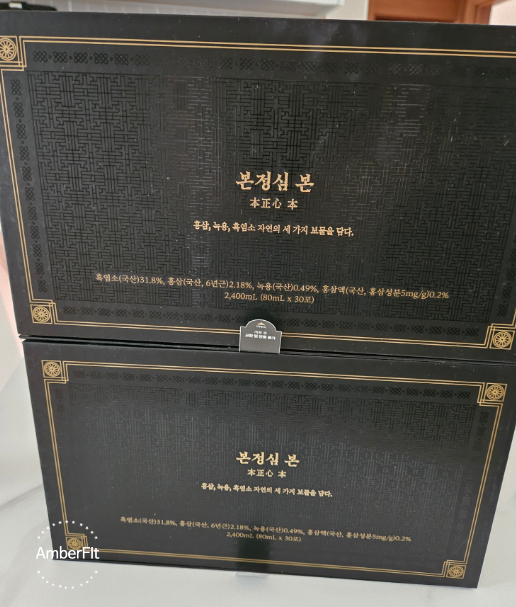 본정심 본
本正心 本
홍삼, 녹용, 흑염소 자연의 세 가지 보물을 담다.
흑염소(국산)31.8%, 홍삼(국산, 6년근)2.18%, 녹용(국산)0.49%, 홍삼액(국산, 홍삼성분5mg/g)0.2%
2,400mL (80mL x 30포)
본정심 본
本正心 本
홍삼, 녹용, 흑염소 자연의 세 가지 보물을 담다.
흑염소(국산)31.8%, 홍삼(국산, 6년근)2.18%, 녹용(국산)0.49%, 홍삼액(국산, 홍삼성분5mg/g)0.2%
2,400mL (80mL x 30포)
AmberFIt